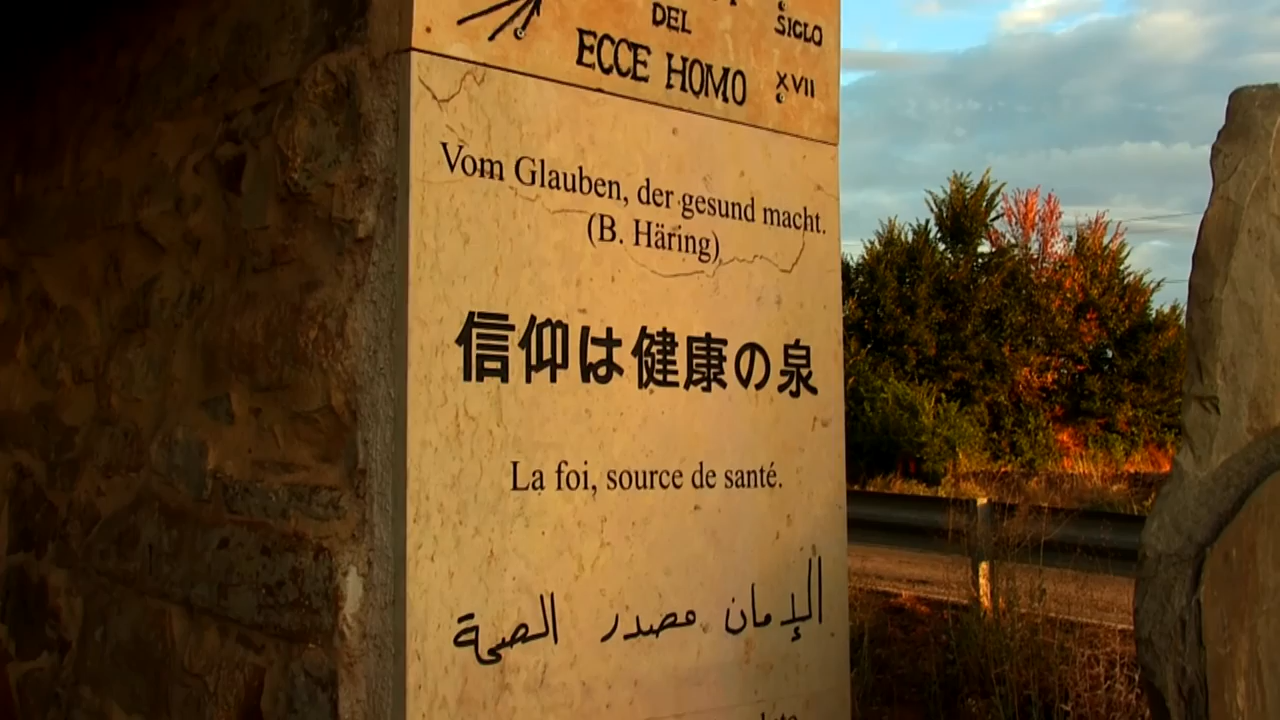 DEL
ECCE HOMO
SIGLO
XVII
Vom Glauben, der gesund macht.
(B. Häring)
信仰は健康の泉
La foi, source de santé.
الإمان مصدر الصحة